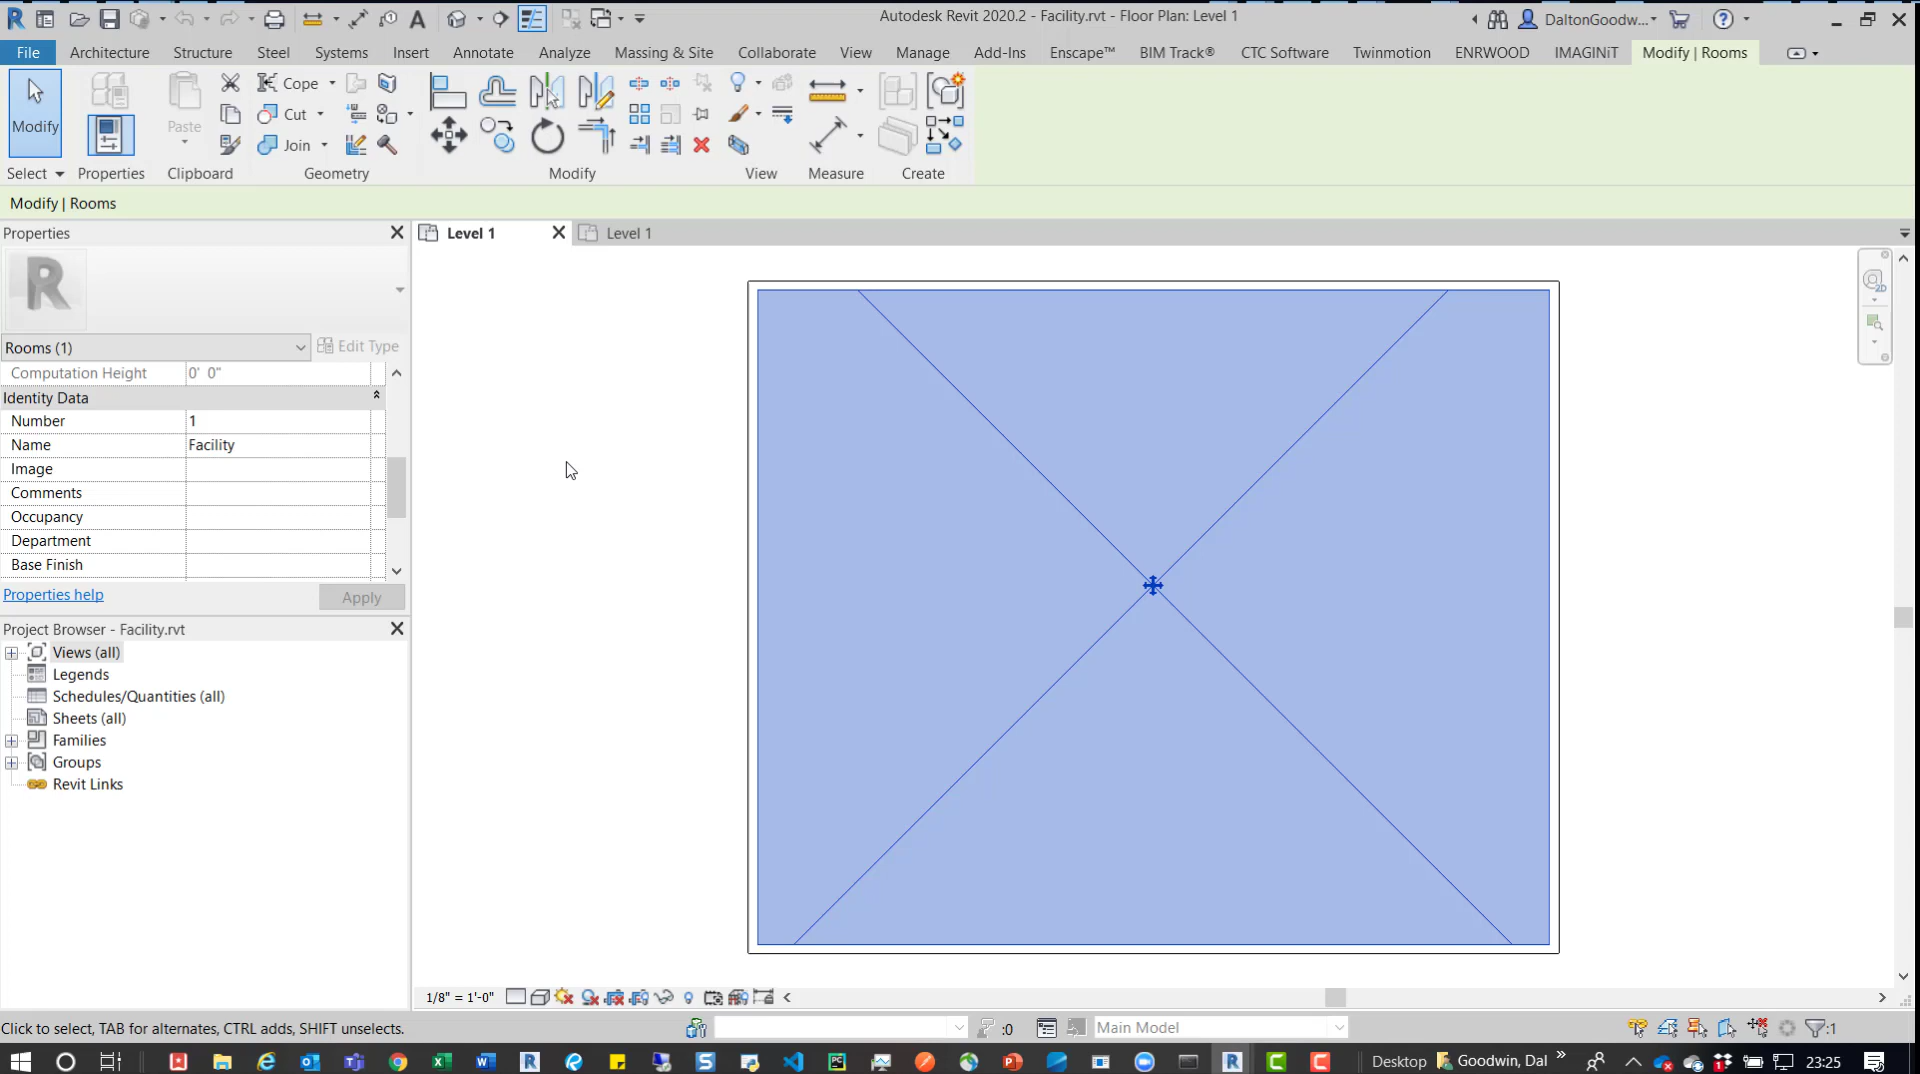 Autodesk Revit 2020.2 - Facility.rvt - Floor Plan: Level 1
DaltonGoodw...
File Architecture Structure Steel Systems Insert Annotate Analyze Massing & Site Collaborate View Manage Add-Ins Enscape™ BIM Track® CTC Software Twinmotion ENRWOOD IMAGINiT Modify | Rooms
Modify
Paste
Cope
Cut
Join
Select Properties Clipboard Geometry Modify View Measure Create
Modify | Rooms
Properties
Level 1
Level 1
R
2D
Rooms (1)
Edit Type
Computation Height 0' 0"
Identity Data
Number 1
Name Facility
Image
Comments
Occupancy
Department
Base Finish
Properties help
Apply
Project Browser - Facility.rvt
Views (all)
Legends
Schedules/Quantities (all)
Sheets (all)
Families
Groups
Revit Links
1/8" = 1'-0"
Click to select, TAB for alternates, CTRL adds, SHIFT unselects.
:0
Main Model
:1
Desktop
Goodwin, Dal
23:25